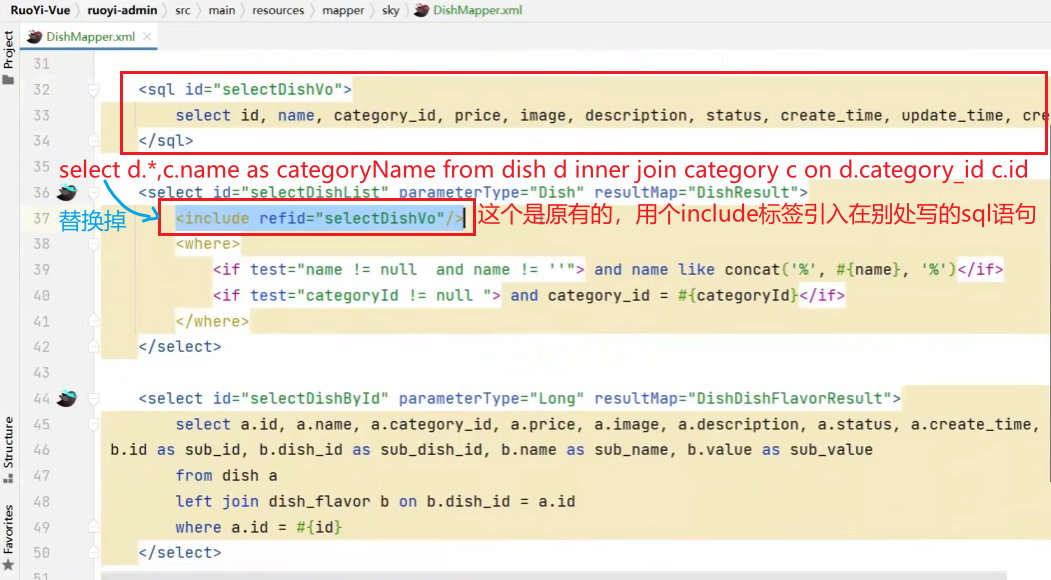 RuoYi-Vue ruoyi-admin src main resources mapper sky DishMapper.xml
Project
DishMapper.xml
31
32 <sql id="selectDishVo">
33 select id, name, category_id, price, image, description, status, create_time, update_time, cre
34 </sql>
35
select d.*,c.name as categoryName from dish d inner join category c on d.category_id c.id
36 <select id="selectDishList" parameterType="Dish" resultMap="DishResult">
替换掉
37 <include refid="selectDishVo"/>
这个是原有的，用个include标签引入在别处写的sql语句
38 <where>
39 <if test="name != null  and name != ''"> and name like concat('%', #{name}, '%')</if>
40 <if test="categoryId != null "> and category_id = #{categoryId}</if>
41 </where>
42 </select>
43
44 <select id="selectDishById" parameterType="Long" resultMap="DishDishFlavorResult">
45 select a.id, a.name, a.category_id, a.price, a.image, a.description, a.status, a.create_time,
46 b.id as sub_id, b.dish_id as sub_dish_id, b.name as sub_name, b.value as sub_value
47 from dish a
48 left join dish_flavor b on b.dish_id = a.id
49 where a.id = #{id}
50 </select>
51
Structure
Favorites